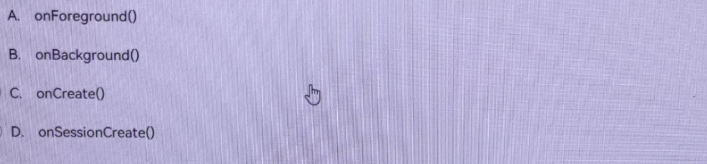 A. onForeground()
B. onBackground()
C. onCreate()
D. onSessionCreate()